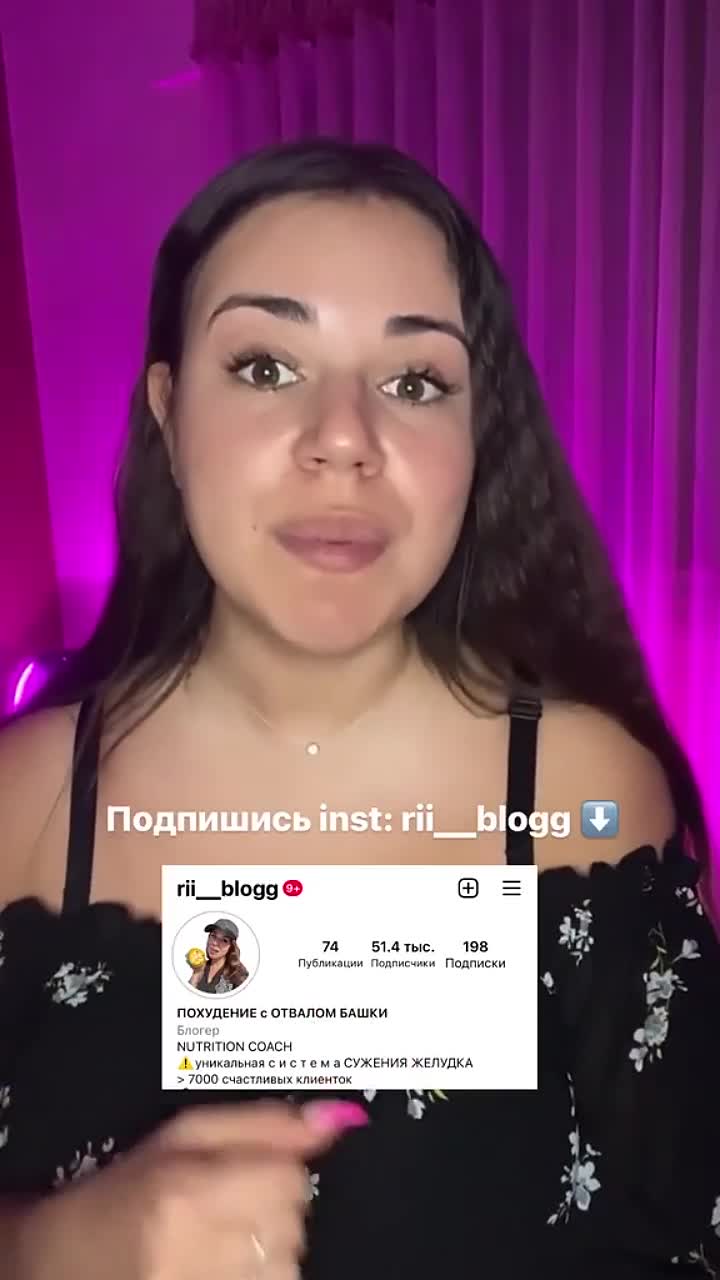 Подпишись inst: rii__blogg ⬇️
rii__blogg 9+
74 51.4 тыс. 198
Публикации Подписчики Подписки
ПОХУДЕНИЕ с ОТВАЛОМ БАШКИ
Блогер
NUTRITION COACH
⚠️уникальная с и с т е м а СУЖЕНИЯ ЖЕЛУДКА
> 7000 счастливых клиенток